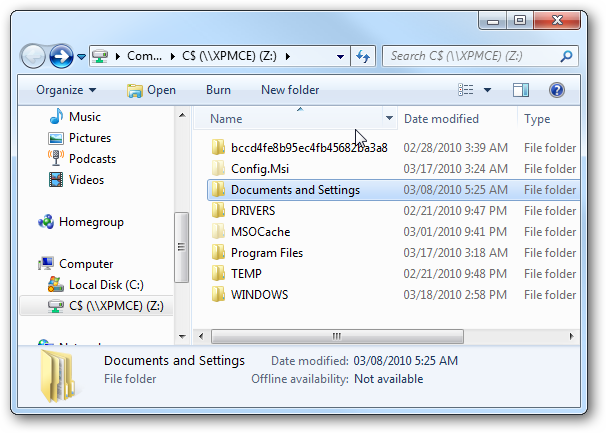 Com... ▸ C$ (\\XPMCE) (Z:) ▸
Search C$ (\\XPMCE) (Z:)
Organize Open Burn New folder
Name Date modified Type
Music
Pictures
Podcasts
Videos
Homegroup
Computer
Local Disk (C:)
C$ (\\XPMCE) (Z:)
bccd4fe8b95ec4fb45682ba3a8 02/28/2010 3:39 AM File folder
Config.Msi 03/17/2010 3:24 AM File folder
Documents and Settings 03/08/2010 5:25 AM File folder
DRIVERS 02/21/2010 9:47 PM File folder
MSOCache 03/01/2010 9:41 PM File folder
Program Files 03/17/2010 3:18 AM File folder
TEMP 02/21/2010 9:48 PM File folder
WINDOWS 03/18/2010 2:58 PM File folder
Documents and Settings Date modified: 03/08/2010 5:25 AM
File folder Offline availability: Not available